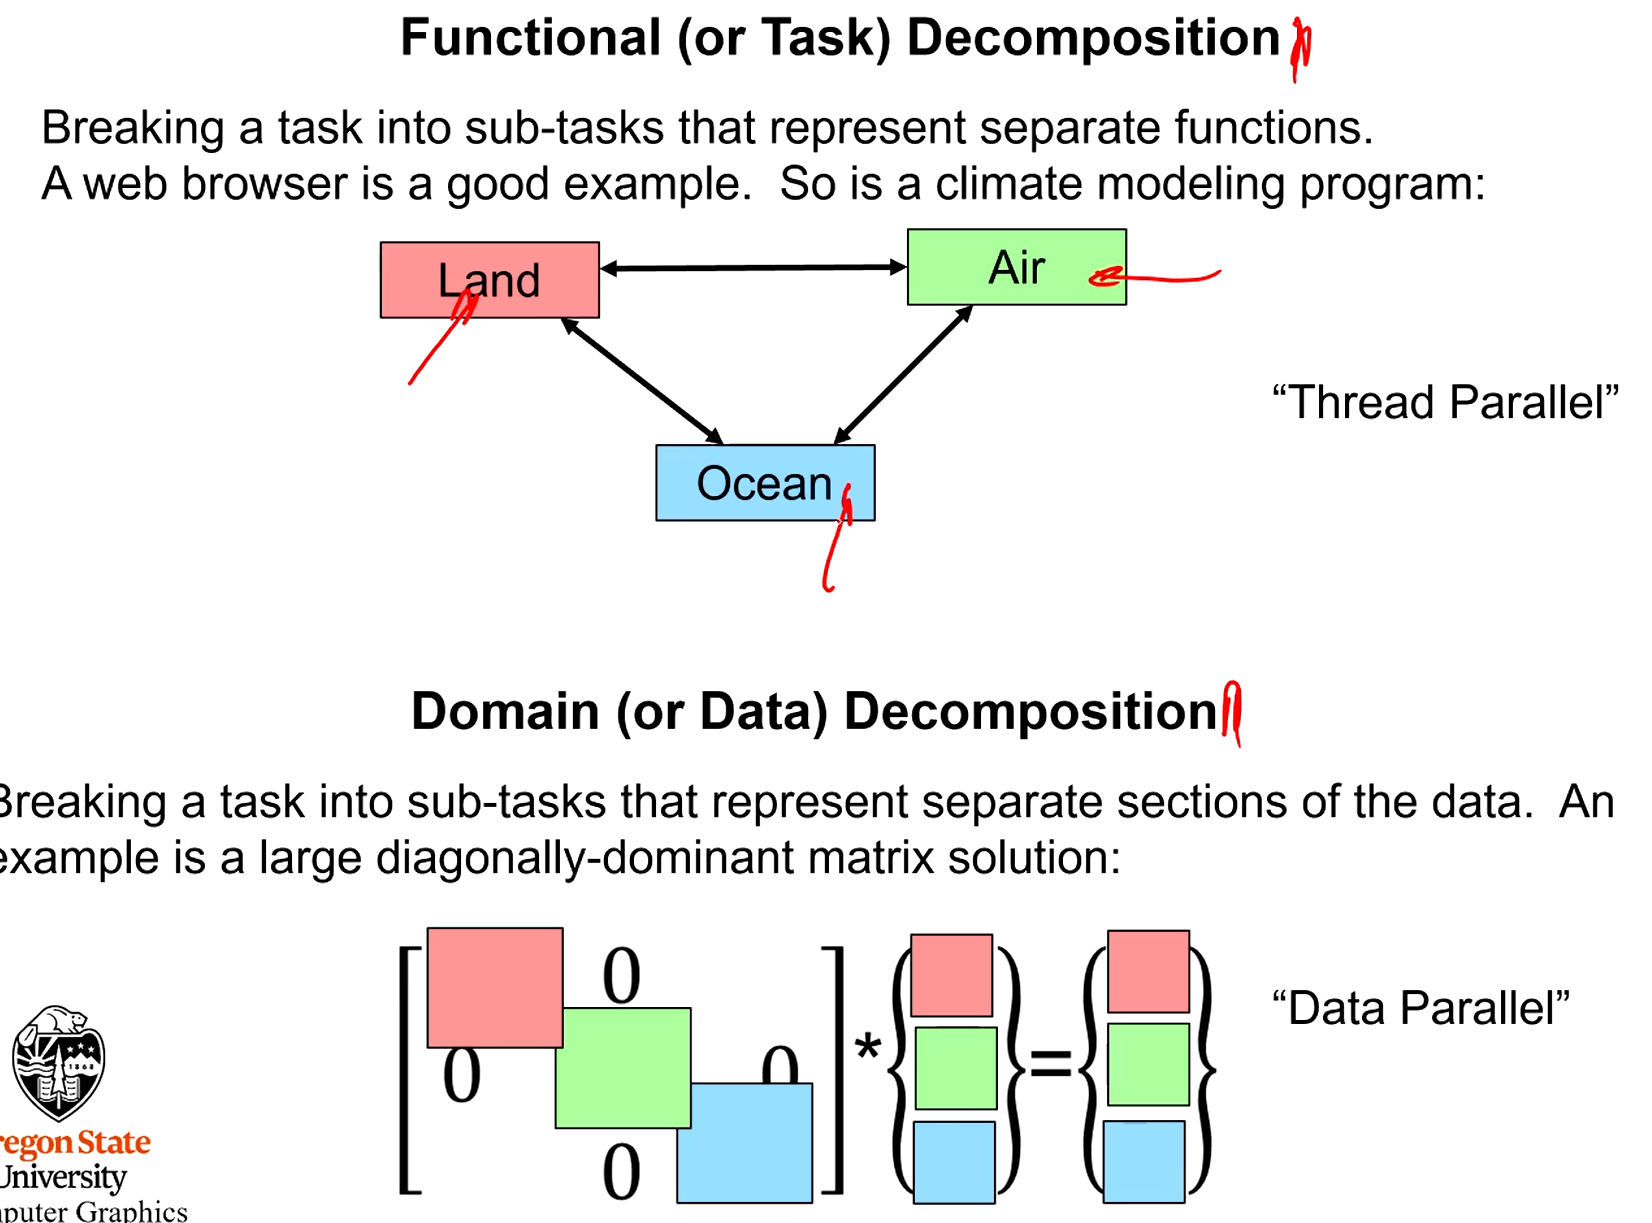 Functional (or Task) Decomposition
Breaking a task into sub-tasks that represent separate functions.
A web browser is a good example.  So is a climate modeling program:
Land
Air
Ocean
“Thread Parallel”
Domain (or Data) Decomposition
Breaking a task into sub-tasks that represent separate sections of the data.  An
example is a large diagonally-dominant matrix solution:
0
0 0
0
* =
“Data Parallel”
1868
regon State
University
mputer Graphics